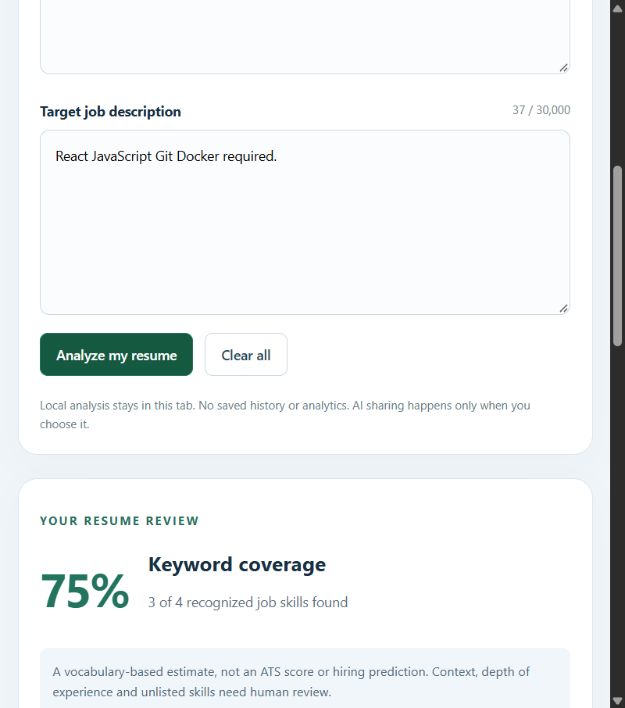 Target job description
37 / 30,000
React JavaScript Git Docker required.
Analyze my resume
Clear all
Local analysis stays in this tab. No saved history or analytics. AI sharing happens only when you
choose it.
YOUR RESUME REVIEW
75%
Keyword coverage
3 of 4 recognized job skills found
A vocabulary-based estimate, not an ATS score or hiring prediction. Context, depth of
experience and unlisted skills need human review.